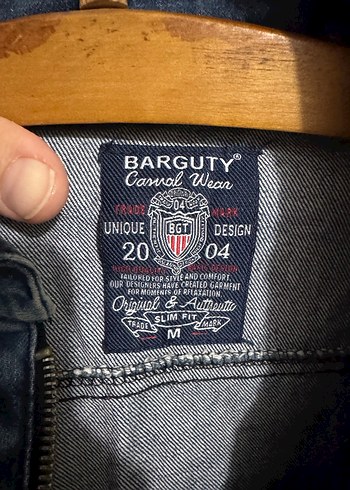 BARGUTY®
Casual Wear
04
TRADE MARK
UNIQUE BGT DESIGN
20 04
TAILORED FOR STYLE AND COMFORT.
OUR DESIGNERS HAVE CREATED GARMENT
FOR MOMENTS OF RELAXATION.
Original & Authentic
SLIM FIT
TRADE MARK
M